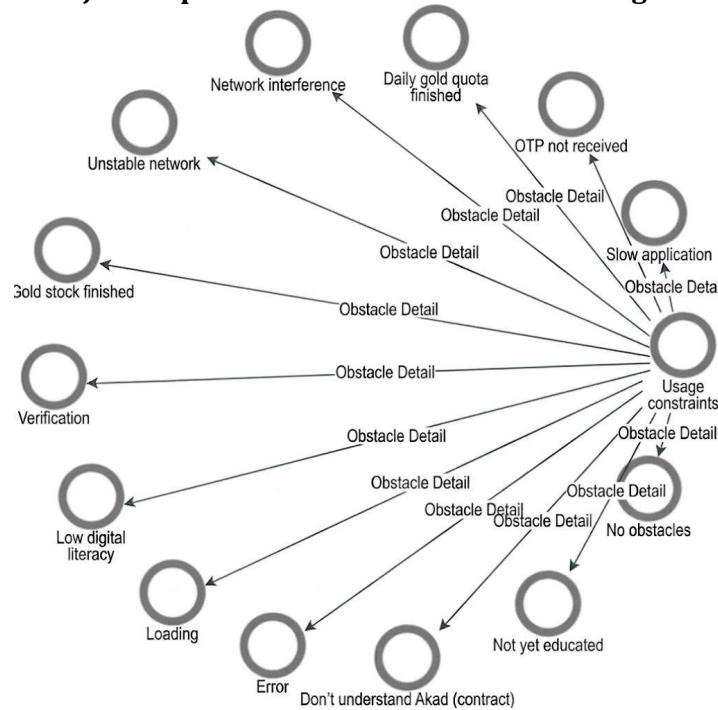 Network interference
Daily gold quota
finished
OTP not received
Unstable network
Obstacle Detail
Obstacle Detail
Obstacle Detail
Slow application
Obstacle Deta
Gold stock finished
Obstacle Detail
Obstacle Detail
Usage
constraints
Verification
Obstacle Detail
Obstacle Detail
Obstacle Detail
Obstacle Detail
Obstacle Detail
Obstacle Detail
No obstacles
Low digital
literacy
Loading
Not yet educated
Error
Don't understand Akad (contract)